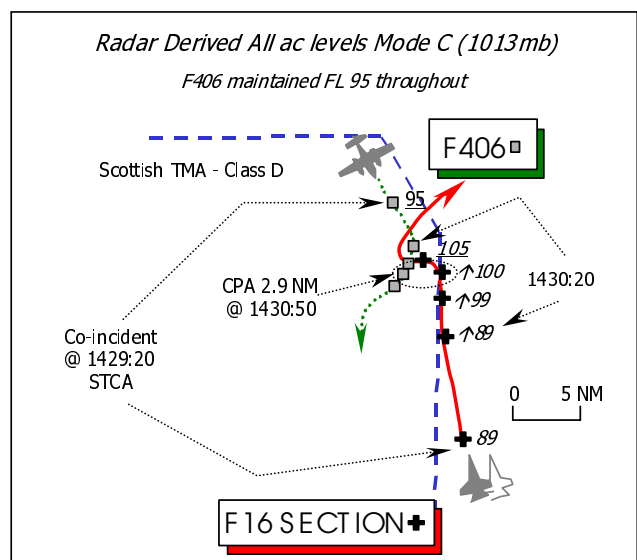 Radar Derived All ac levels Mode C (1013mb)
F406 maintained FL 95 throughout
F406
Scottish TMA - Class D
95
105
↑100
CPA 2.9 NM
@ 1430:50
1430:20
↑99
Co-incident
@ 1429:20
STCA
↑89
0 5 NM
89
F16 SECTION